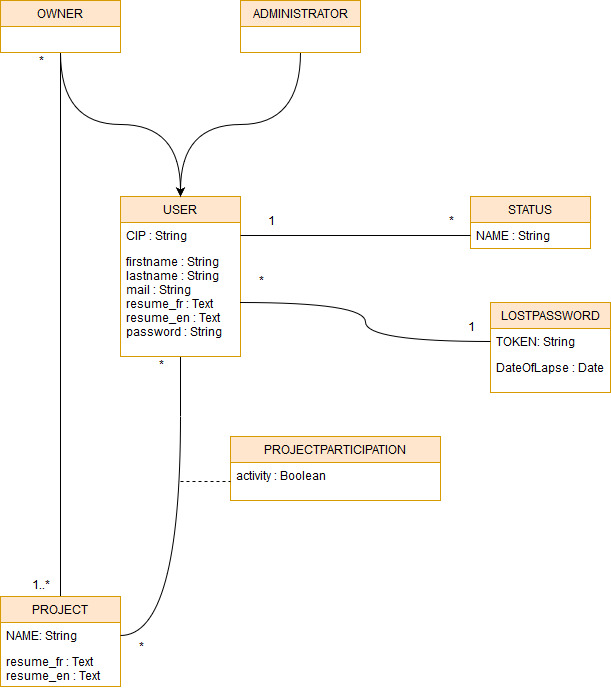 OWNER
ADMINISTRATOR
*
USER
CIP : String
firstname : String
lastname : String
mail : String
resume_fr : Text
resume_en : Text
password : String
1
*
STATUS
NAME : String
*
1
LOSTPASSWORD
TOKEN: String
DateOfLapse : Date
*
PROJECTPARTICIPATION
activity : Boolean
1..*
PROJECT
NAME: String
resume_fr : Text
resume_en : Text
*